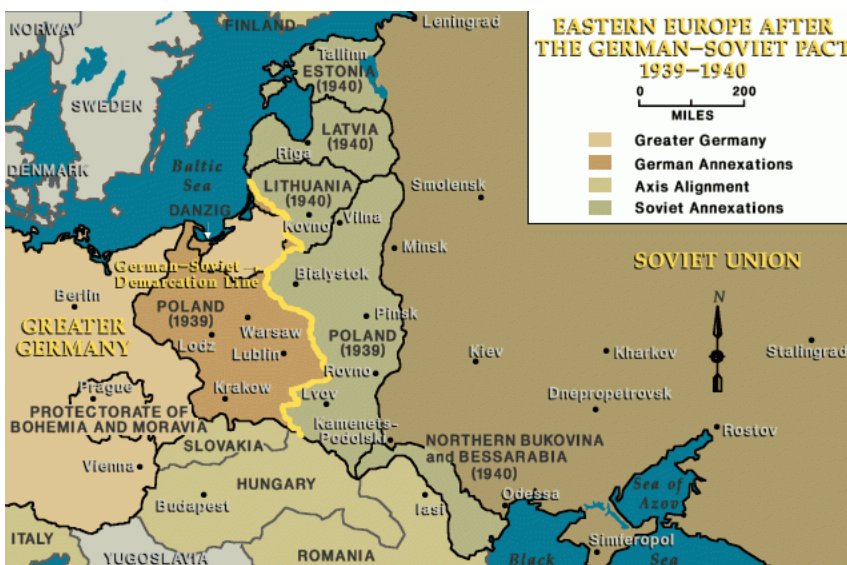 EASTERN EUROPE AFTER
THE GERMAN–SOVIET PACT
1939–1940
0 200
MILES
Greater Germany
German Annexations
Axis Alignment
Soviet Annexations
NORWAY
FINLAND
Leningrad
SWEDEN
Tallinn
ESTONIA
(1940)
DENMARK
Baltic
Sea
LATVIA
(1940)
Riga
LITHUANIA
(1940)
Smolensk
DANZIG
Kovno
Vilna
Minsk
German–Soviet →
Demarcation Line
Bialystok
SOVIET UNION
N
Berlin
POLAND
(1939)
Pinsk
GREATER
GERMANY
Warsaw
POLAND
(1939)
Lodz
Lublin
Kiev
Kharkov
Stalingrad
Rovno
Prague
Krakow
Lvov
Dnepropetrovsk
PROTECTORATE OF
BOHEMIA AND MORAVIA
Kamenets-
Podolski
Rostov
SLOVAKIA
NORTHERN BUKOVINA
and BESSARABIA
(1940)
Vienna
HUNGARY
Sea of
Azov
Budapest
Iasi
Odessa
ITALY
YUGOSLAVIA
ROMANIA
Simferopol
Black
Sea